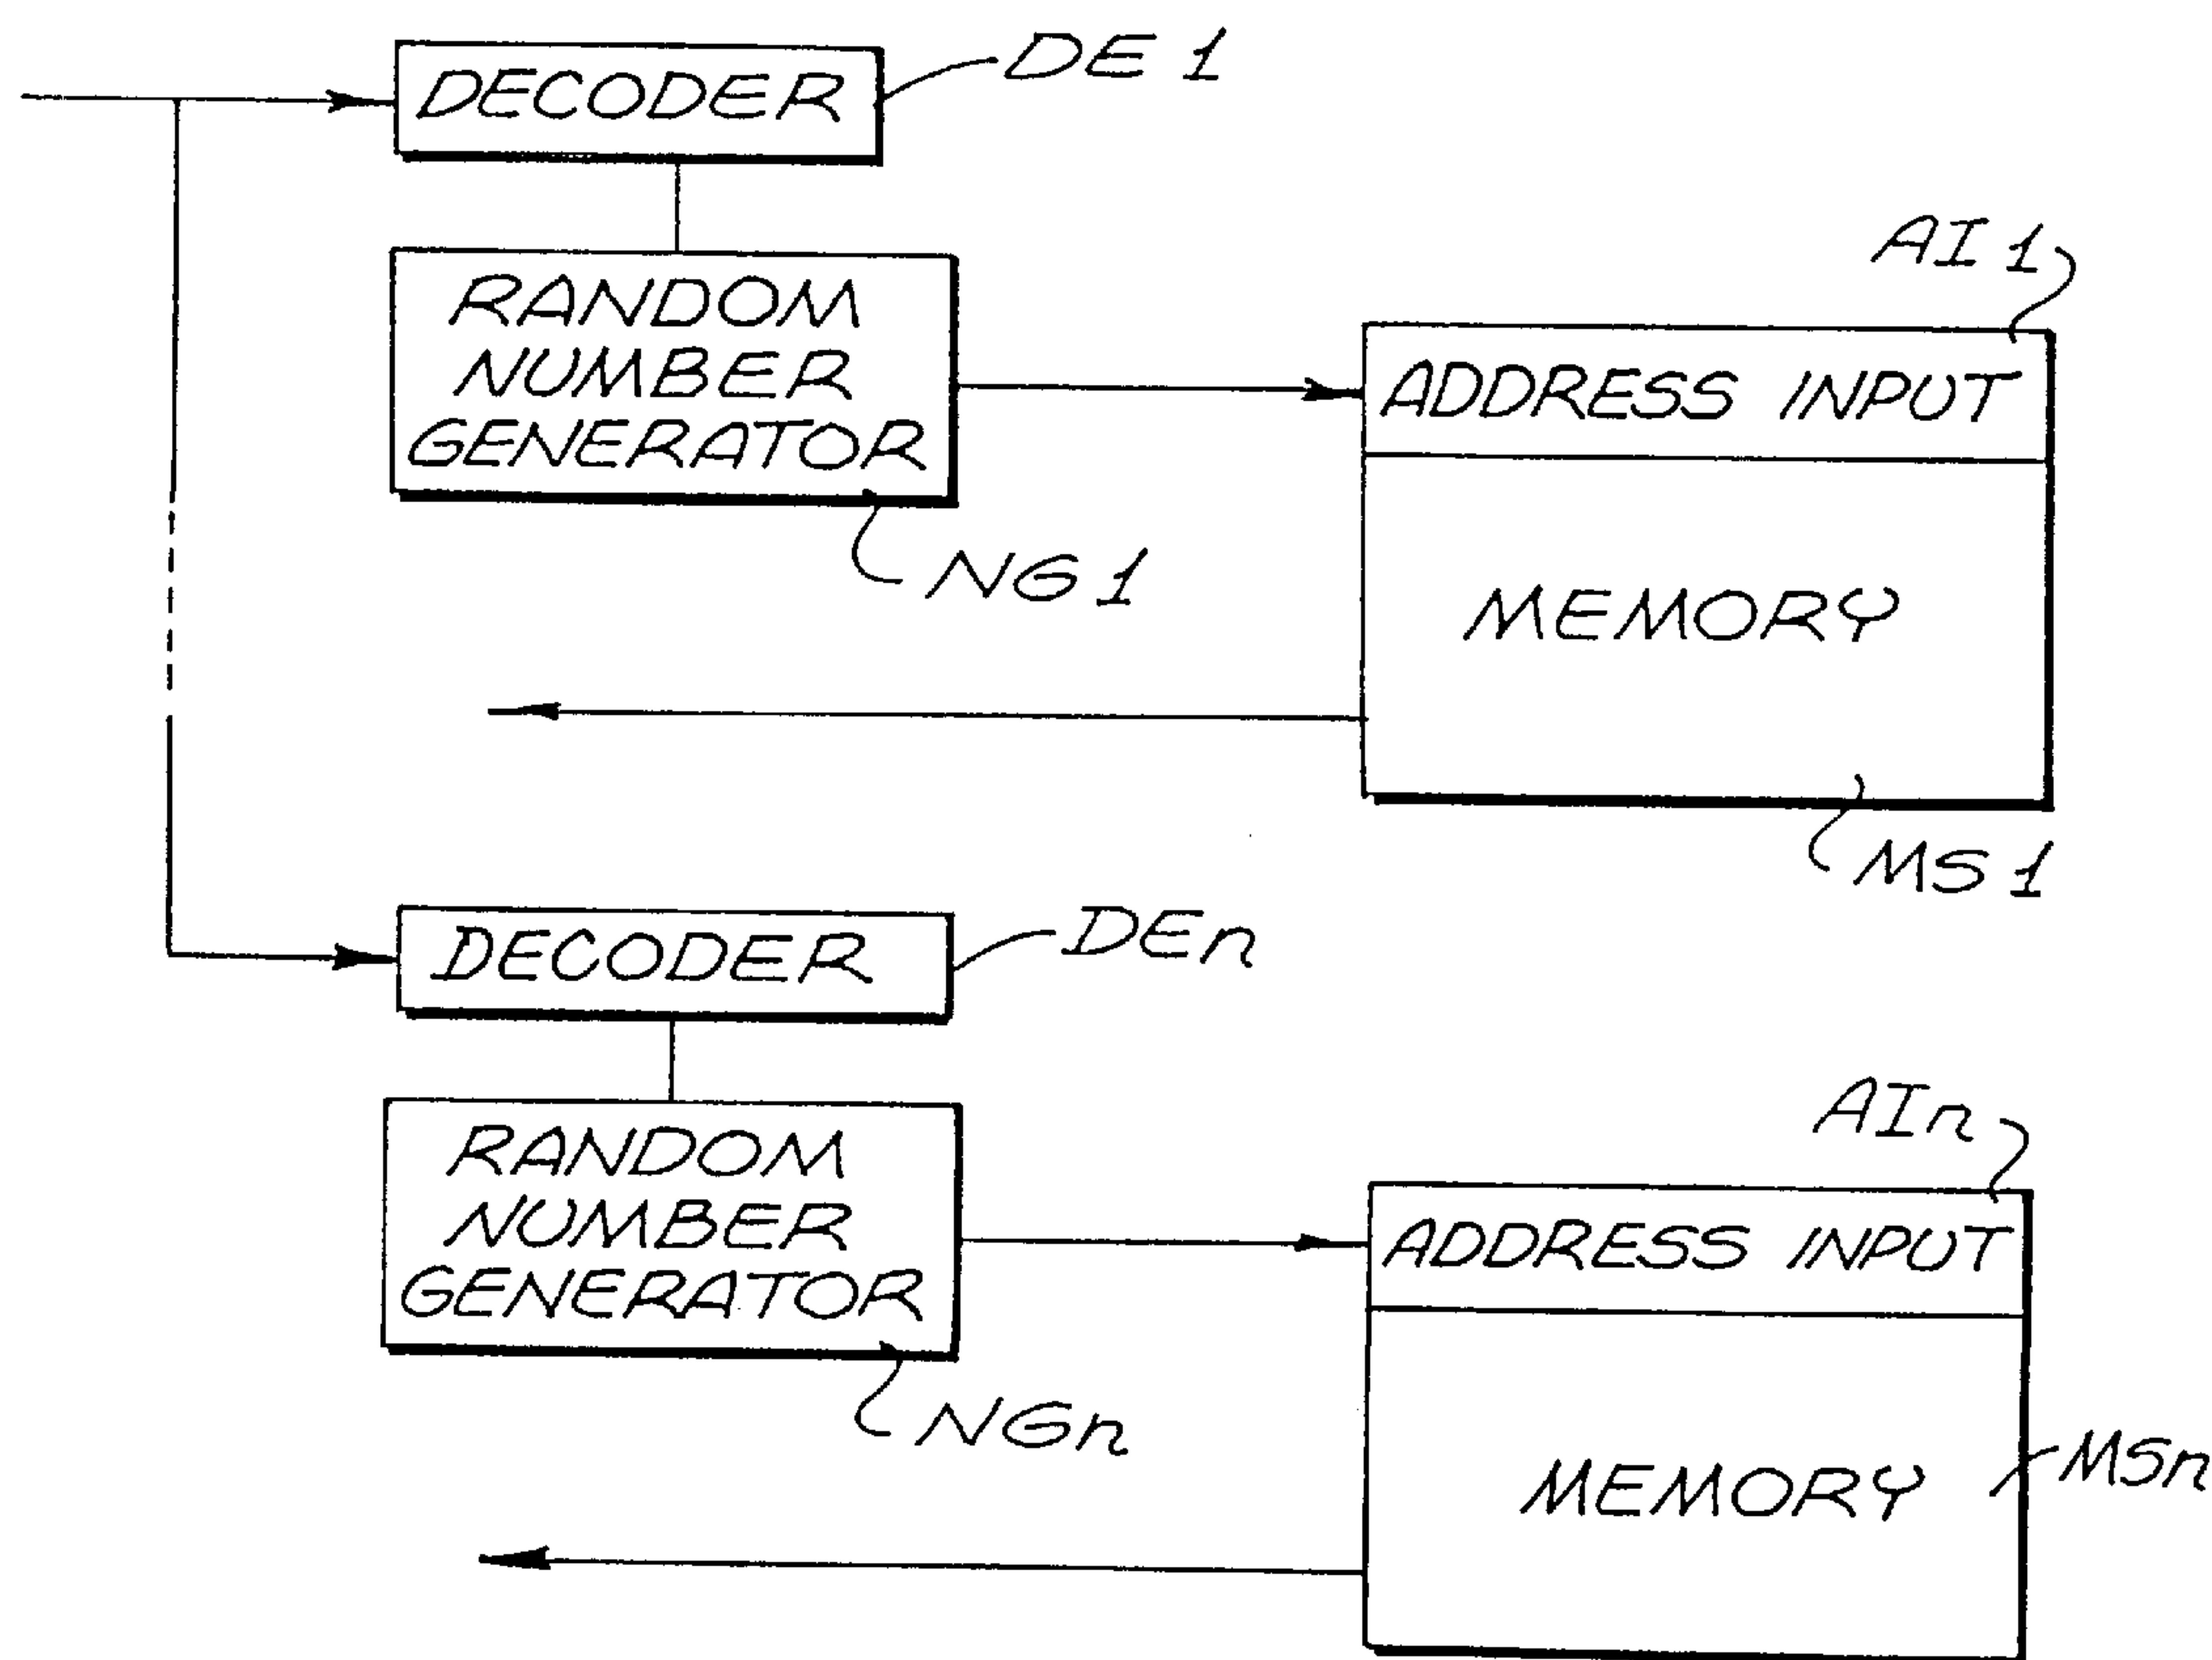 DECODER
DE 1
RANDOM
NUMBER
GENERATOR
NG 1
AI 1
ADDRESS INPUT
MEMORY
MS 1
DECODER
DEn
RANDOM
NUMBER
GENERATOR
NGn
AIn
ADDRESS INPUT
MEMORY
MSn